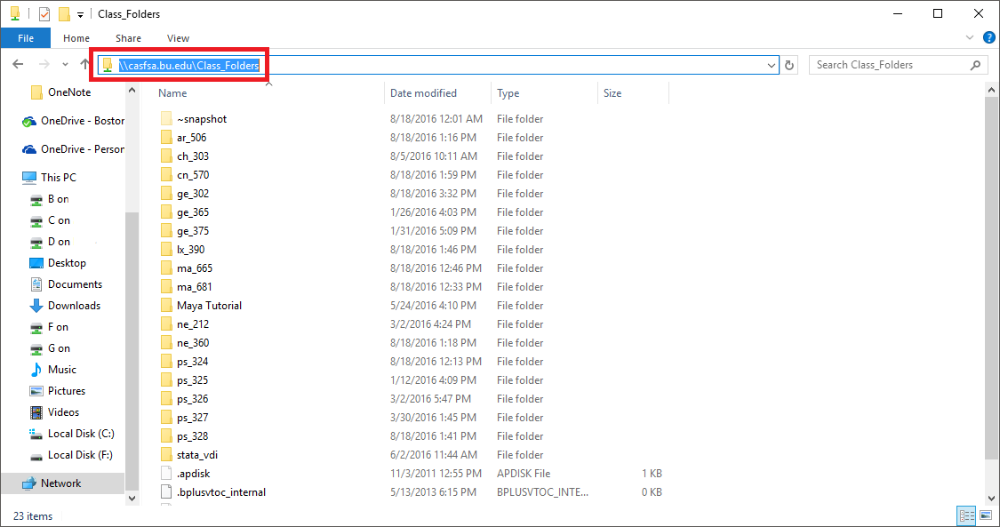 Class_Folders
File Home Share View
\\casfsa.bu.edu\Class_Folders
Search Class_Folders
OneNote
OneDrive - Boston
OneDrive - Person
This PC
B on
C on
D on
Desktop
Documents
Downloads
F on
G on
Music
Pictures
Videos
Local Disk (C:)
Local Disk (F:)
Network
Name Date modified Type Size
~snapshot 8/18/2016 12:01 AM File folder
ar_506 8/18/2016 1:16 PM File folder
ch_303 8/5/2016 10:11 AM File folder
cn_570 8/18/2016 1:59 PM File folder
ge_302 8/18/2016 3:32 PM File folder
ge_365 1/26/2016 4:03 PM File folder
ge_375 1/31/2016 5:09 PM File folder
lx_390 8/18/2016 1:46 PM File folder
ma_665 8/18/2016 12:46 PM File folder
ma_681 8/18/2016 12:33 PM File folder
Maya Tutorial 5/24/2016 4:10 PM File folder
ne_212 3/2/2016 4:24 PM File folder
ne_360 8/18/2016 1:18 PM File folder
ps_324 8/18/2016 12:13 PM File folder
ps_325 1/12/2016 4:09 PM File folder
ps_326 3/2/2016 5:47 PM File folder
ps_327 3/30/2016 1:45 PM File folder
ps_328 8/18/2016 1:41 PM File folder
stata_vdi 6/2/2016 11:44 AM File folder
.apdisk 11/3/2011 12:55 PM APDISK File 1 KB
.bplusvtoc_internal 5/13/2013 6:15 PM BPLUSVTOC_INTE... 0 KB
23 items